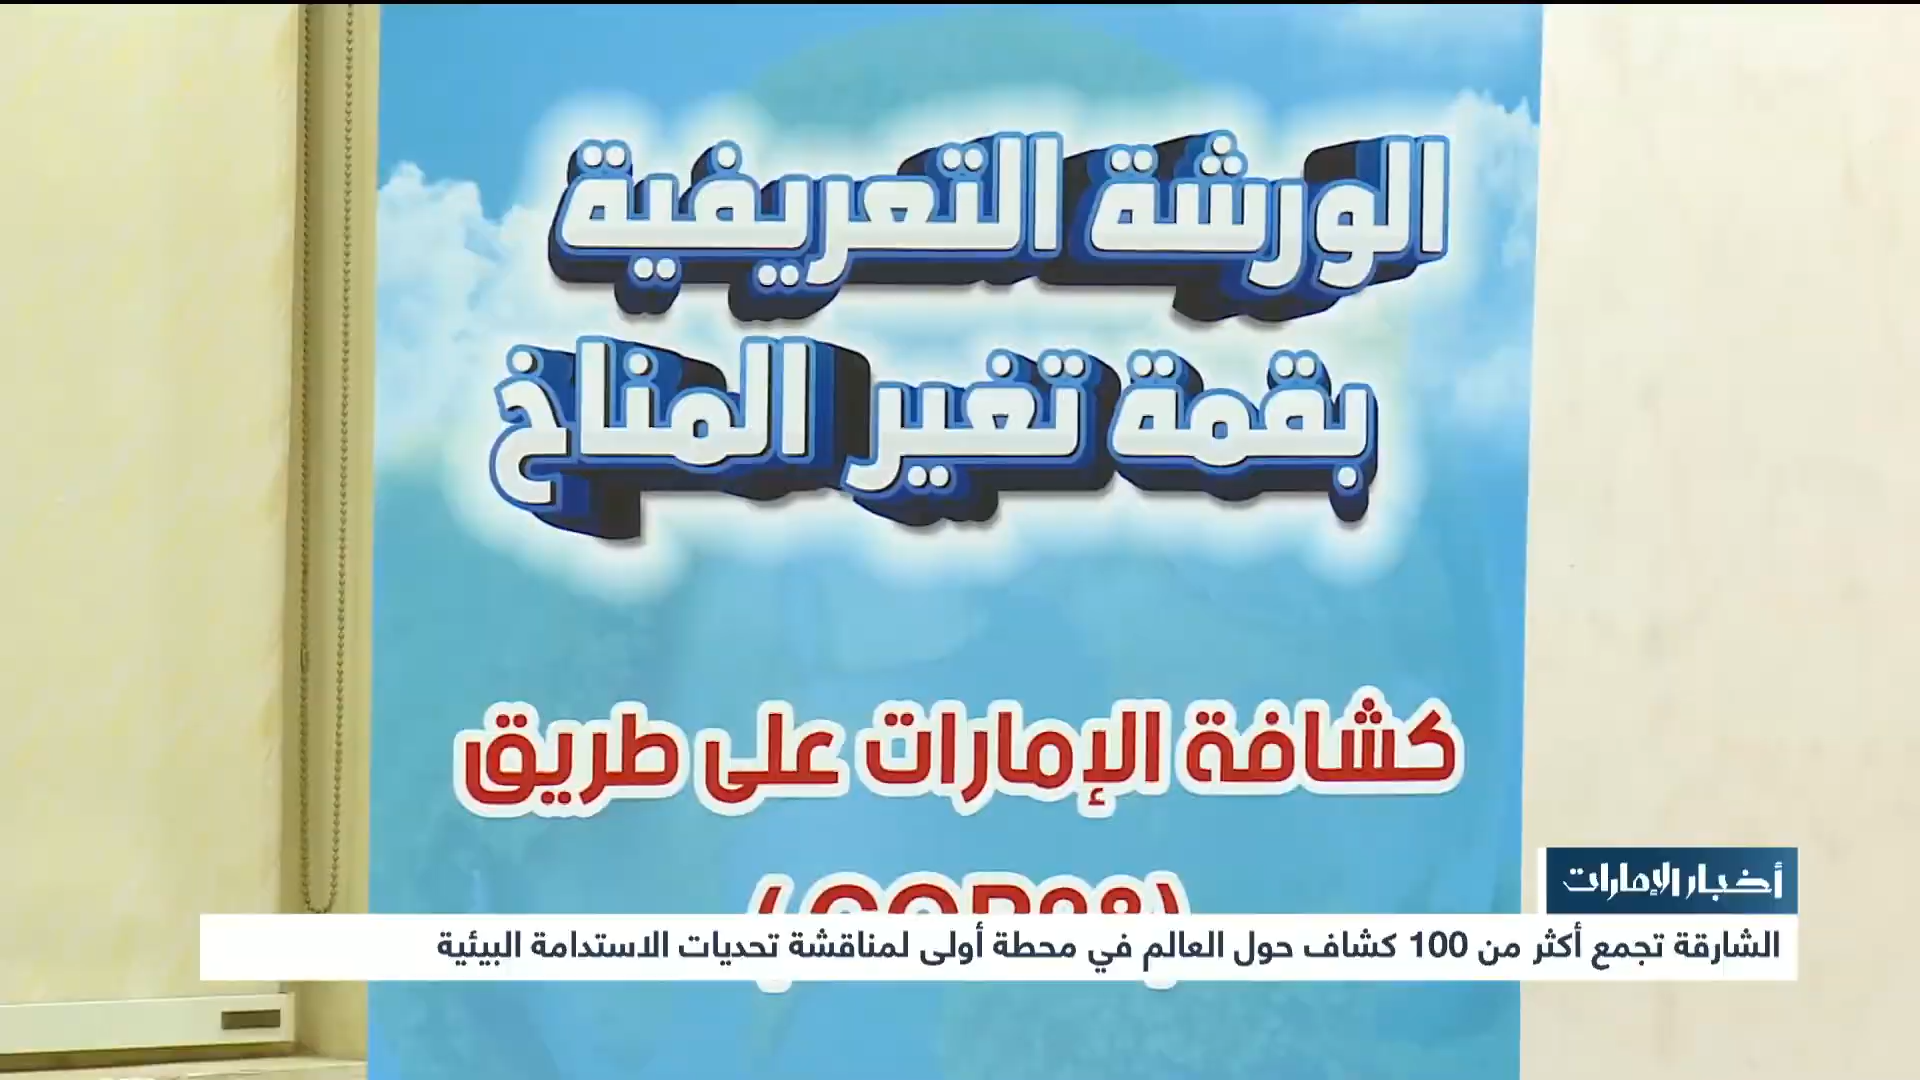 الورشة التعريفية
بقمة تغير المناخ
كشافة الإمارات على طريق
أخبار الإمارات
الشارقة تجمع أكثر من 100 كشاف حول العالم في محطة أولى لمناقشة تحديات الاستدامة البيئية